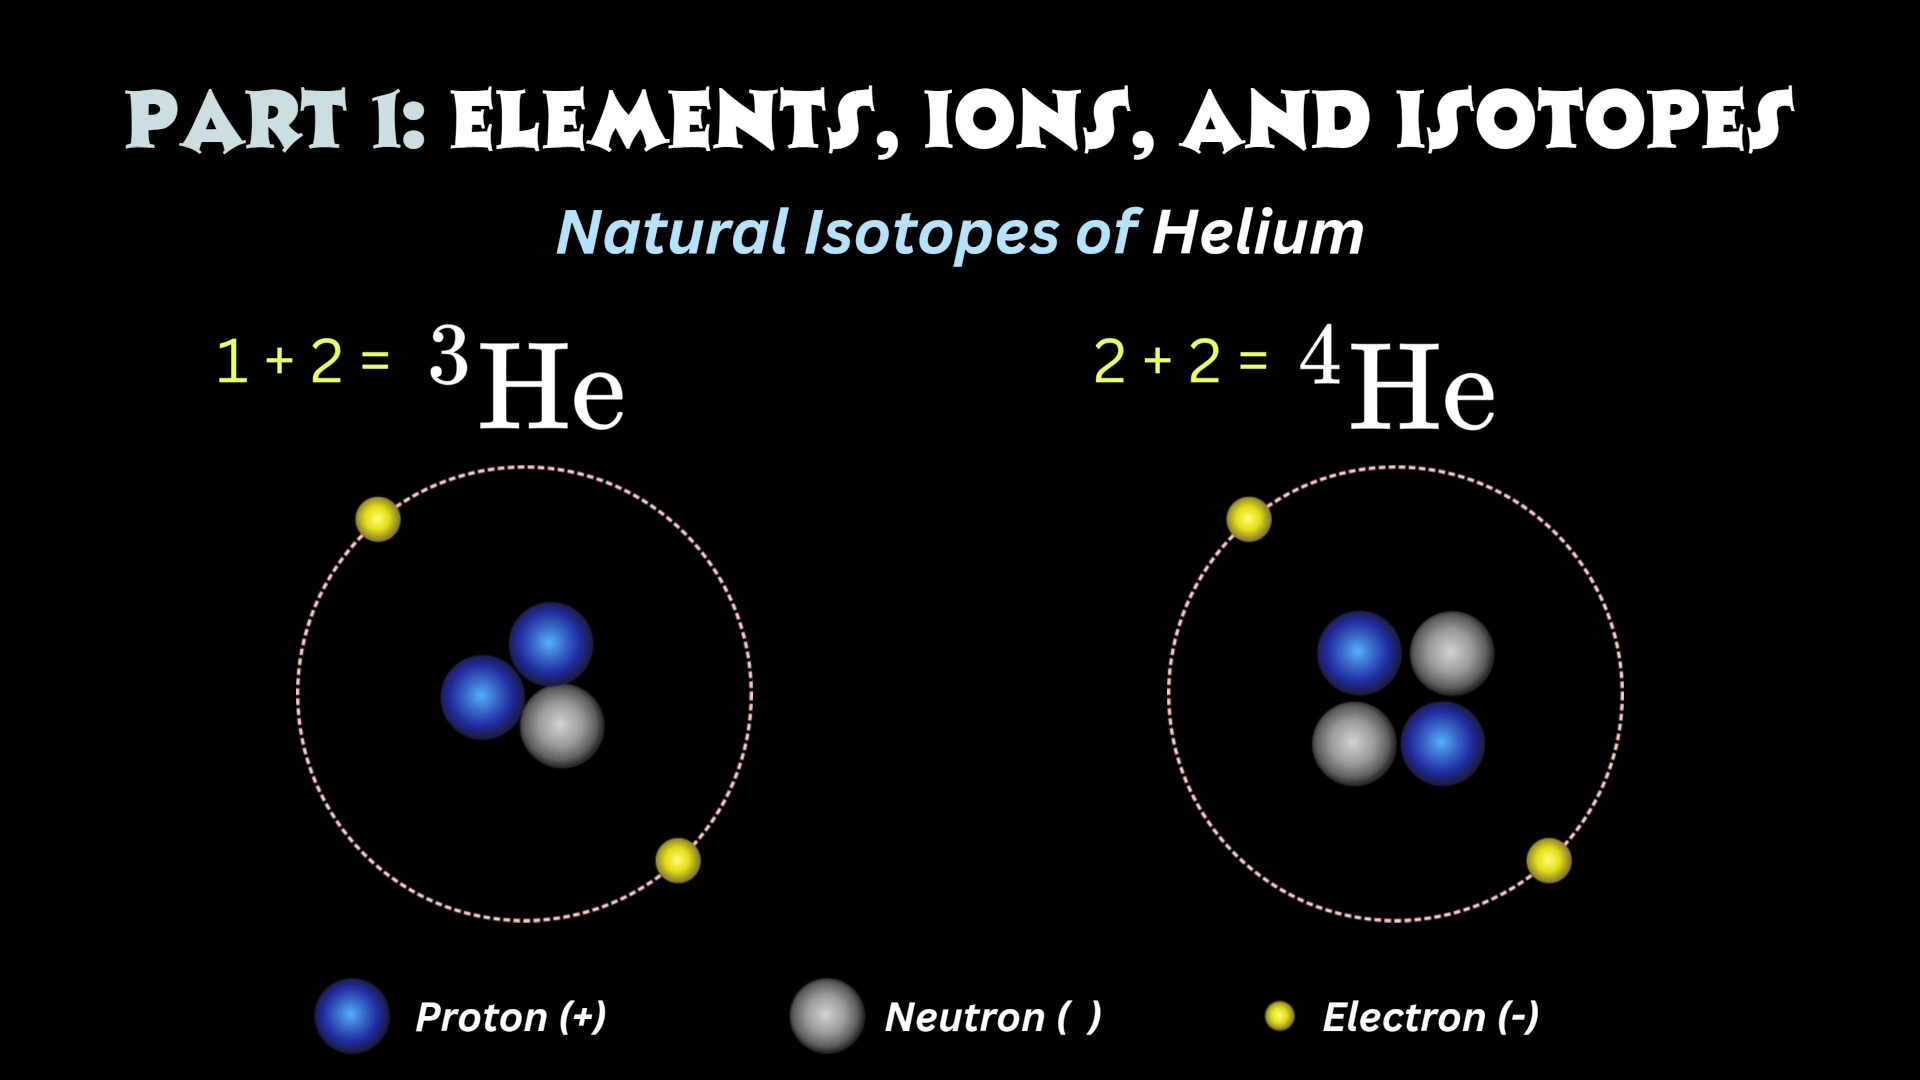 PART 1: ELEMENTS, IONS, AND ISOTOPES
Natural Isotopes of Helium
1 + 2 = ³He
2 + 2 = ⁴He
Proton (+)
Neutron ( )
Electron (-)